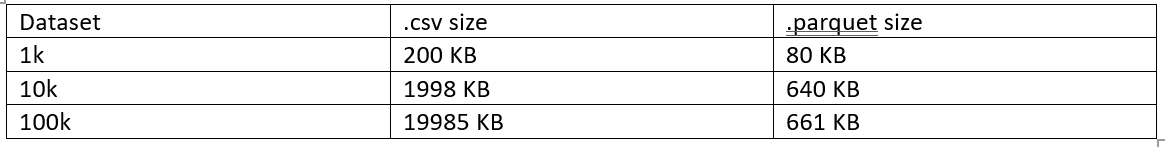 Dataset .csv size .parquet size
1k 200 KB 80 KB
10k 1998 KB 640 KB
100k 19985 KB 661 KB